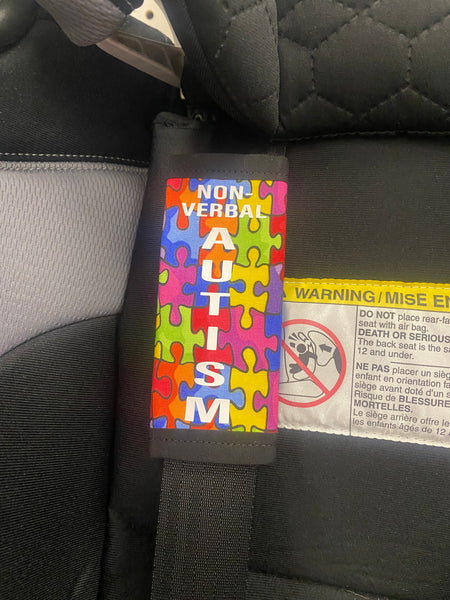 NON-
VERBAL
AUTISM
WARNING/MISE EN
DO NOT place rear-fa
seat with air bag.
DEATH OR SERIOUS
The back seat is the sa
12 and under.
NE PAS placer un sièg
enfant en orientation fa
siège avant doté d'un s
Risque de BLESSURE
MORTELLES.
Le siège arrière offre le
les enfants âgés de 12 A